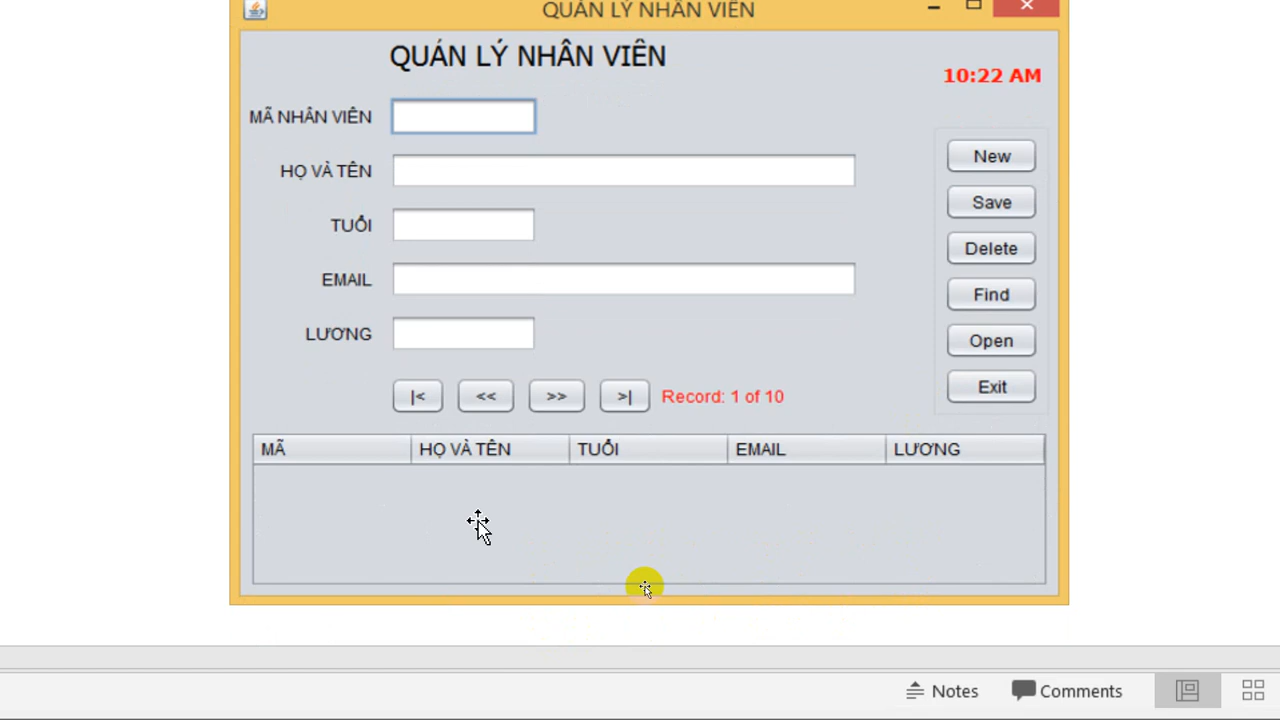 QUẢN LÝ NHÂN VIÊN
QUẢN LÝ NHÂN VIÊN
10:22 AM
MÃ NHÂN VIÊN
HỌ VÀ TÊN
TUỔI
EMAIL
LƯƠNG
New
Save
Delete
Find
Open
Exit
|< << >> >| Record: 1 of 10
MÃ HỌ VÀ TÊN TUỔI EMAIL LƯƠNG
Notes Comments